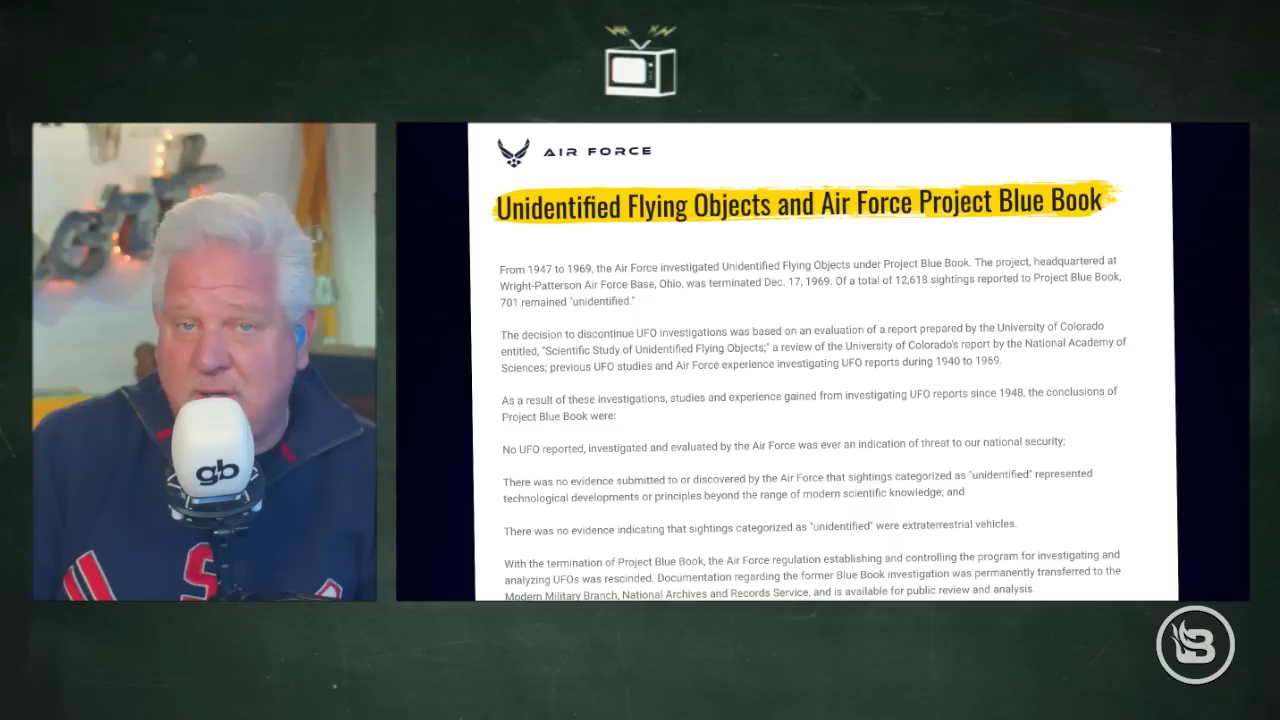 AIR FORCE
Unidentified Flying Objects and Air Force Project Blue Book
From 1947 to 1969, the Air Force investigated Unidentified Flying Objects under Project Blue Book. The project, headquartered at
Wright-Patterson Air Force Base, Ohio, was terminated Dec. 17, 1969. Of a total of 12,618 sightings reported to Project Blue Book,
701 remained "unidentified."
The decision to discontinue UFO investigations was based on an evaluation of a report prepared by the University of Colorado
entitled, "Scientific Study of Unidentified Flying Objects;" a review of the University of Colorado's report by the National Academy of
Sciences; previous UFO studies and Air Force experience investigating UFO reports during 1940 to 1969.
As a result of these investigations, studies and experience gained from investigating UFO reports since 1948, the conclusions of
Project Blue Book were:
No UFO reported, investigated and evaluated by the Air Force was ever an indication of threat to our national security;
There was no evidence submitted to or discovered by the Air Force that sightings categorized as "unidentified" represented
technological developments or principles beyond the range of modern scientific knowledge; and
There was no evidence indicating that sightings categorized as "unidentified" were extraterrestrial vehicles.
With the termination of Project Blue Book, the Air Force regulation establishing and controlling the program for investigating and
analyzing UFOs was rescinded. Documentation regarding the former Blue Book investigation was permanently transferred to the
Modern Military Branch, National Archives and Records Service, and is available for public review and analysis
gb
S
B